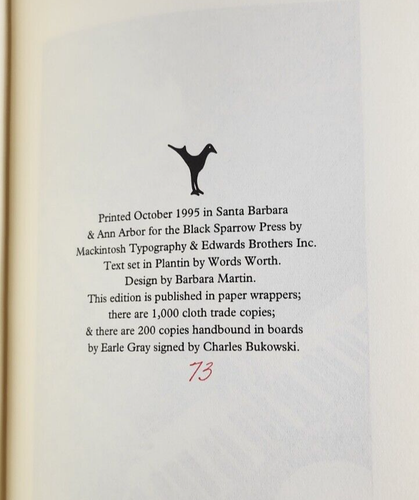 Printed October 1995 in Santa Barbara
& Ann Arbor for the Black Sparrow Press by
Mackintosh Typography & Edwards Brothers Inc.
Text set in Plantin by Words Worth.
Design by Barbara Martin.
This edition is published in paper wrappers;
there are 1,000 cloth trade copies;
& there are 200 copies handbound in boards
by Earle Gray signed by Charles Bukowski.
73